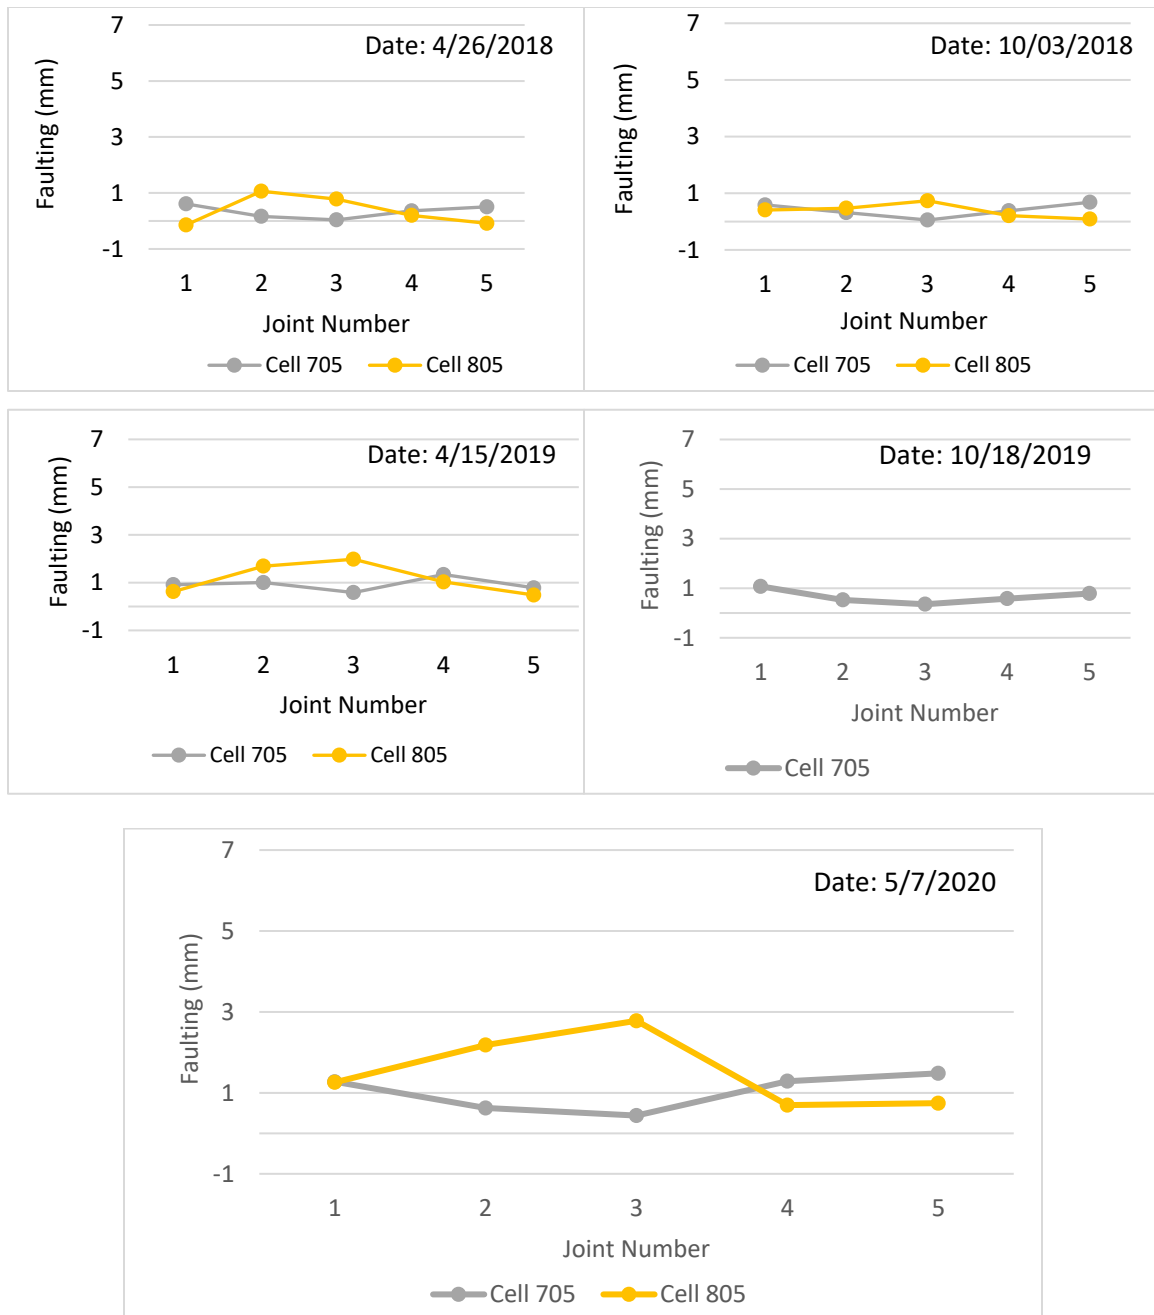 Date: 4/26/2018
7
5
3
1
-1
Faulting (mm)
1 2 3 4 5
Joint Number
Cell 705 Cell 805
Date: 10/03/2018
7
5
3
1
-1
Faulting (mm)
1 2 3 4 5
Joint Number
Cell 705 Cell 805
Date: 4/15/2019
7
5
3
1
-1
Faulting (mm)
1 2 3 4 5
Joint Number
Cell 705 Cell 805
Date: 10/18/2019
7
5
3
1
-1
Faulting (mm)
1 2 3 4 5
Joint Number
Cell 705
Date: 5/7/2020
7
5
3
1
-1
Faulting (mm)
1 2 3 4 5
Joint Number
Cell 705 Cell 805